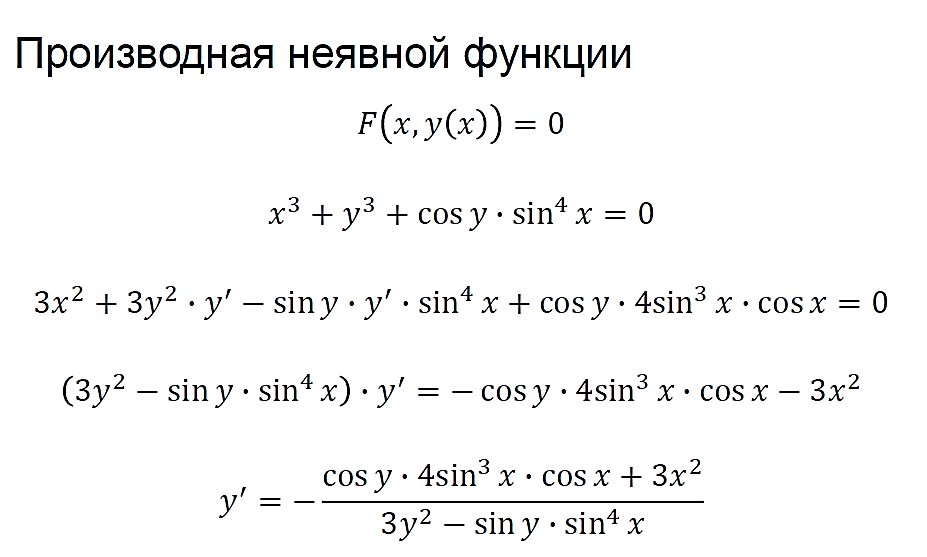 Производная неявной функции
F(x, y(x)) = 0
x³ + y³ + cos y · sin⁴ x = 0
3x² + 3y² · y′ − sin y · y′ · sin⁴ x + cos y · 4sin³ x · cos x = 0
(3y² − sin y · sin⁴ x) · y′ = − cos y · 4sin³ x · cos x − 3x²
y′ = − (cos y · 4sin³ x · cos x + 3x²) / (3y² − sin y · sin⁴ x)